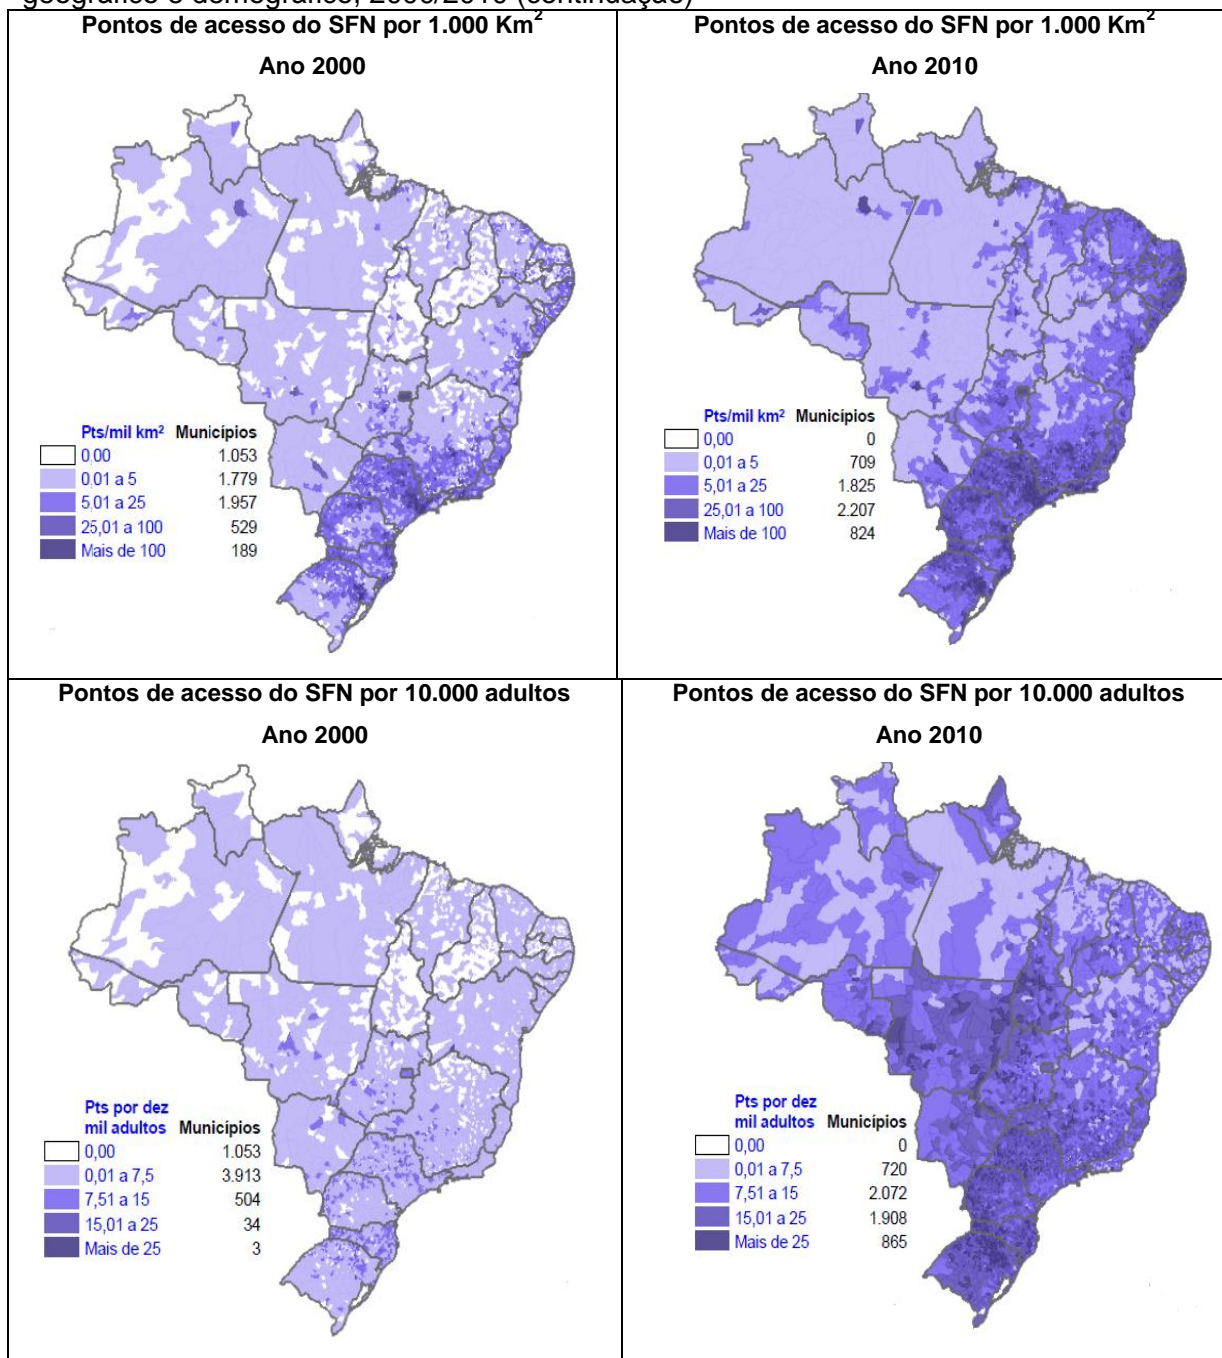 geográfico e demográfico, 2000/2010 (continuação)
Pontos de acesso do SFN por 1.000 Km²
Ano 2000
Pts/mil km² Municípios
0,00 1.053
0,01 a 5 1.779
5,01 a 25 1.957
25,01 a 100 529
Mais de 100 189
Pontos de acesso do SFN por 1.000 Km²
Ano 2010
Pts/mil km² Municípios
0,00 0
0,01 a 5 709
5,01 a 25 1.825
25,01 a 100 2.207
Mais de 100 824
Pontos de acesso do SFN por 10.000 adultos
Ano 2000
Pts por dez
mil adultos Municípios
0,00 1.053
0,01 a 7,5 3.913
7,51 a 15 504
15,01 a 25 34
Mais de 25 3
Pontos de acesso do SFN por 10.000 adultos
Ano 2010
Pts por dez
mil adultos Municípios
0,00 0
0,01 a 7,5 720
7,51 a 15 2.072
15,01 a 25 1.908
Mais de 25 865